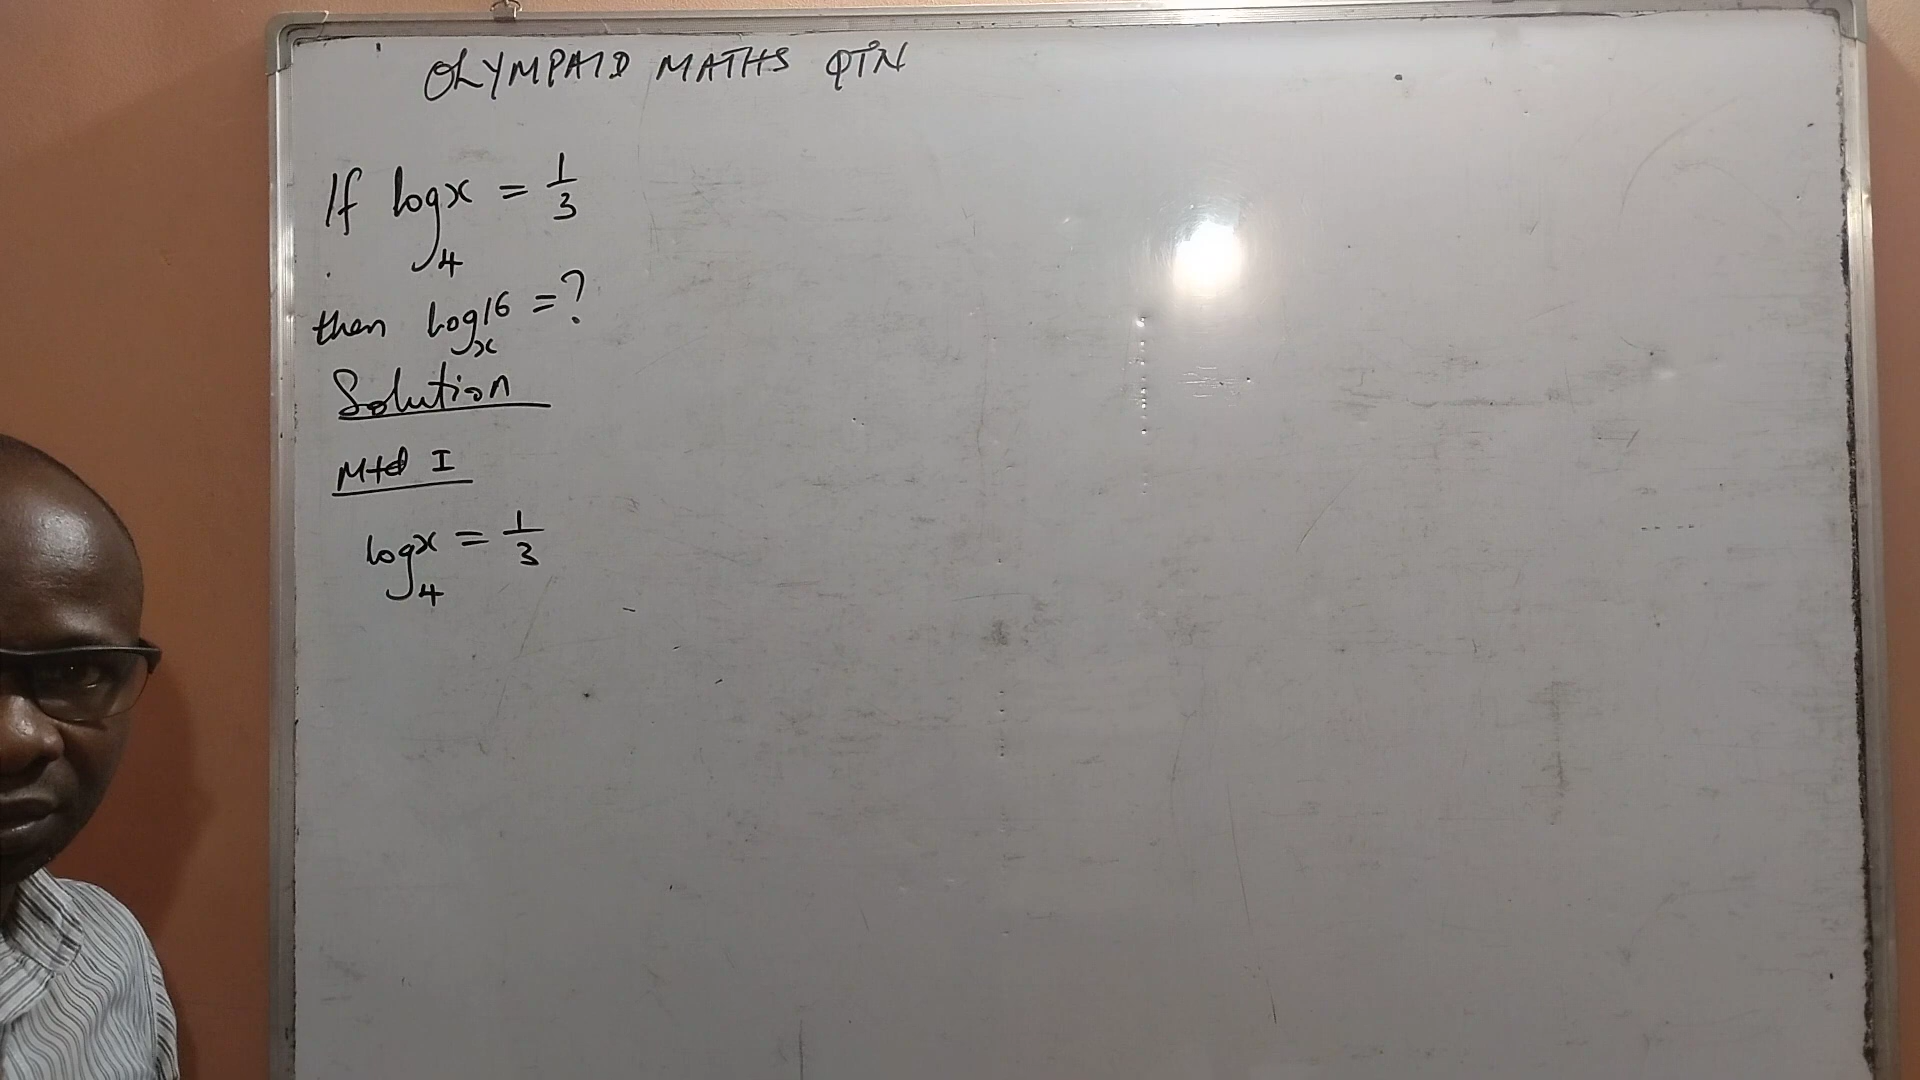 OLYMPAID MATHS QTN
If log₄x = 1/3
then logₓ16 = ?
Solution
Mtd I
log₄x = 1/3